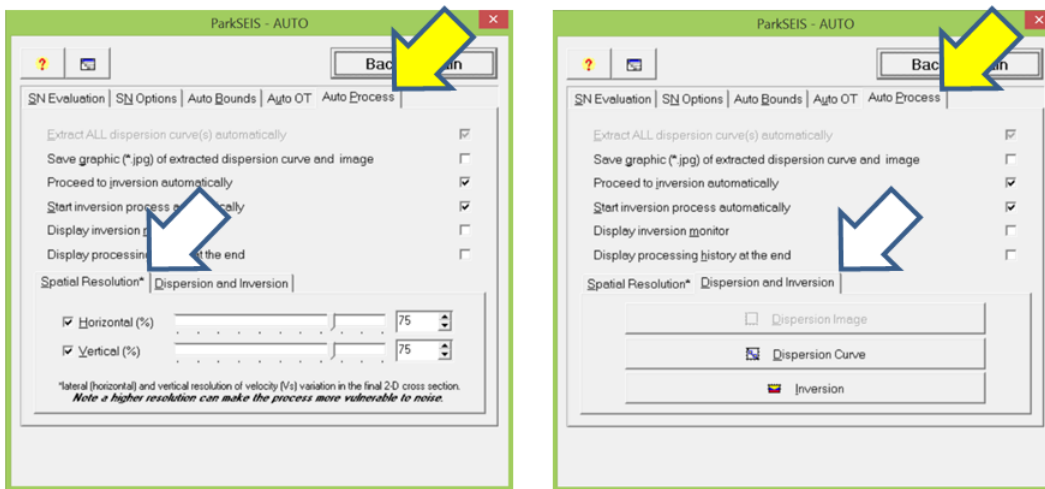 ParkSEIS - AUTO
?
SN Evaluation SN Options Auto Bounds Auto OT Auto Process
Extract ALL dispersion curve(s) automatically
Save graphic (*.jpg) of extracted dispersion curve and image
Proceed to inversion automatically
Start inversion process
Display inversion
Display processing at the end
Spatial Resolution* Dispersion and Inversion
Horizontal (%) 75
Vertical (%) 75
*lateral (horizontal) and vertical resolution of velocity (Vs) variation in the final 2-D cross section.
Note a higher resolution can make the process more vulnerable to noise.
ParkSEIS - AUTO
?
SN Evaluation SN Options Auto Bounds Auto OT Auto Process
Extract ALL dispersion curve(s) automatically
Save graphic (*.jpg) of extracted dispersion curve and image
Proceed to inversion automatically
Start inversion process automatically
Display inversion monitor
Display processing history at the end
Spatial Resolution* Dispersion and Inversion
Dispersion Image
Dispersion Curve
Inversion